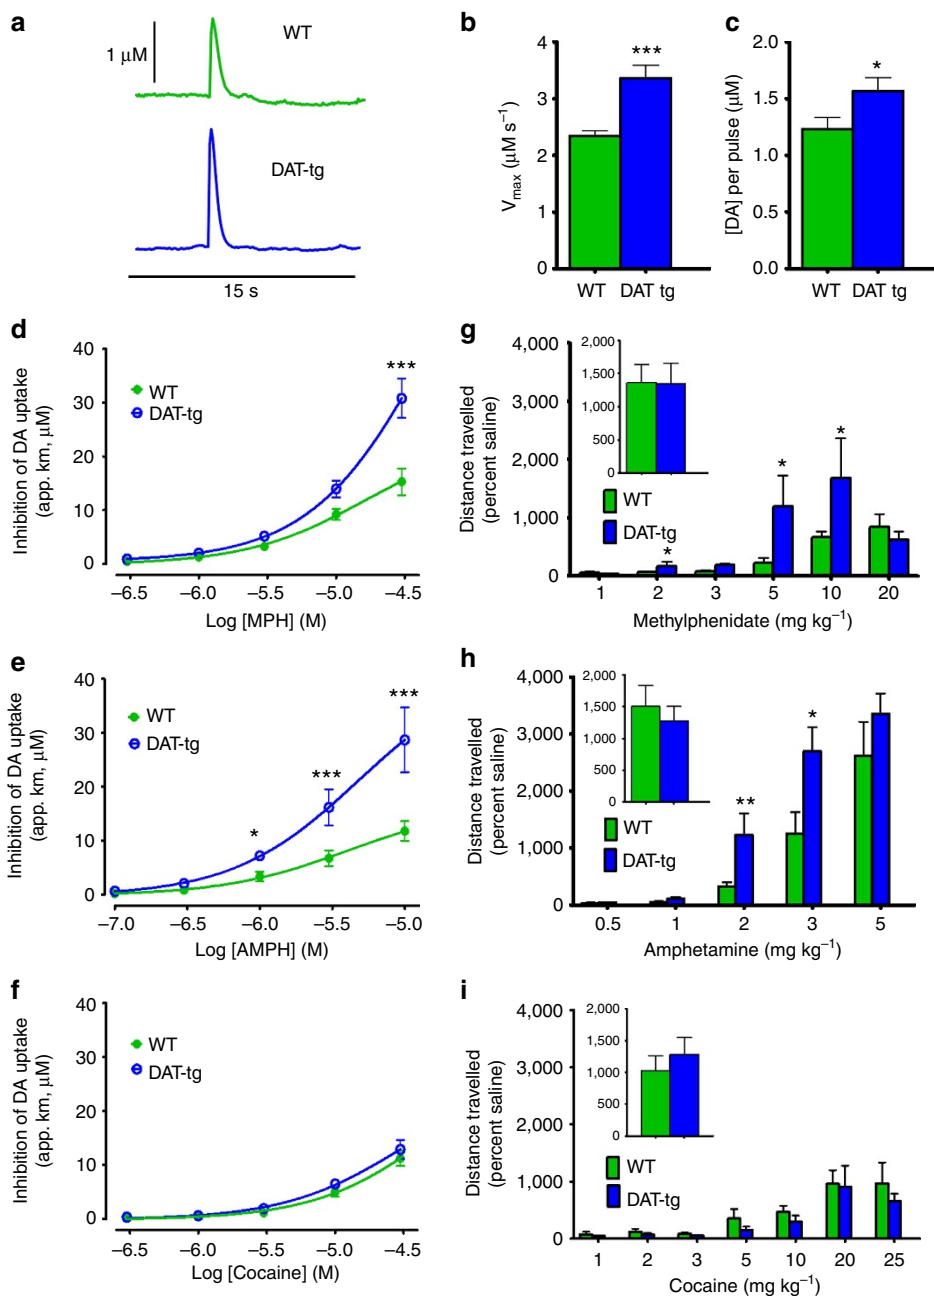 a
WT
1 μM
DAT-tg
15 s
b
Vmax (μM s⁻¹)
4
3
2
1
0
***
WT DAT tg
c
[DA] per pulse (μM)
2.0
1.5
1.0
0.5
0.0
*
WT DAT tg
d
Inhibition of DA uptake
(app. km, μM)
40
30
20
10
0
WT
DAT-tg
***
−6.5 −6.0 −5.5 −5.0 −4.5
Log [MPH] (M)
g
Distance travelled
(percent saline)
4,000
3,000
2,000
1,000
0
2,000
1,500
1,000
500
0
WT
DAT-tg
*
*
*
1 2 3 5 10 20
Methylphenidate (mg kg⁻¹)
e
Inhibition of DA uptake
(app. km, μM)
40
30
20
10
0
WT
DAT-tg
*
***
***
−7.0 −6.5 −6.0 −5.5 −5.0
Log [AMPH] (M)
h
Distance travelled
(percent saline)
4,000
3,000
2,000
1,000
0
2,000
1,500
1,000
500
0
WT
DAT-tg
**
*
0.5 1 2 3 5
Amphetamine (mg kg⁻¹)
f
Inhibition of DA uptake
(app. km, μM)
40
30
20
10
0
WT
DAT-tg
−6.5 −6.0 −5.5 −5.0 −4.5
Log [Cocaine] (M)
i
Distance travelled
(percent saline)
4,000
3,000
2,000
1,000
0
2,000
1,500
1,000
500
0
WT
DAT-tg
1 2 3 5 10 20 25
Cocaine (mg kg⁻¹)